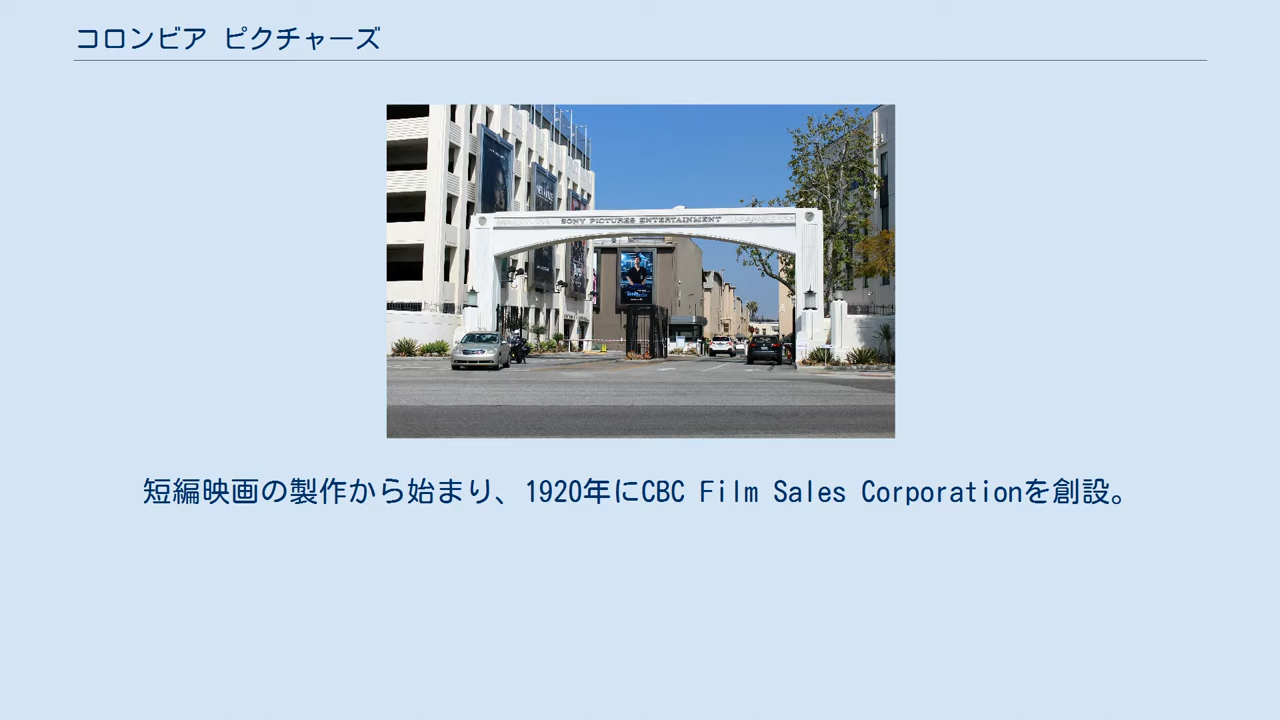 コロンビア ピクチャーズ
SONY PICTURES ENTERTAINMENT
短編映画の製作から始まり、1920年にCBC Film Sales Corporationを創設。